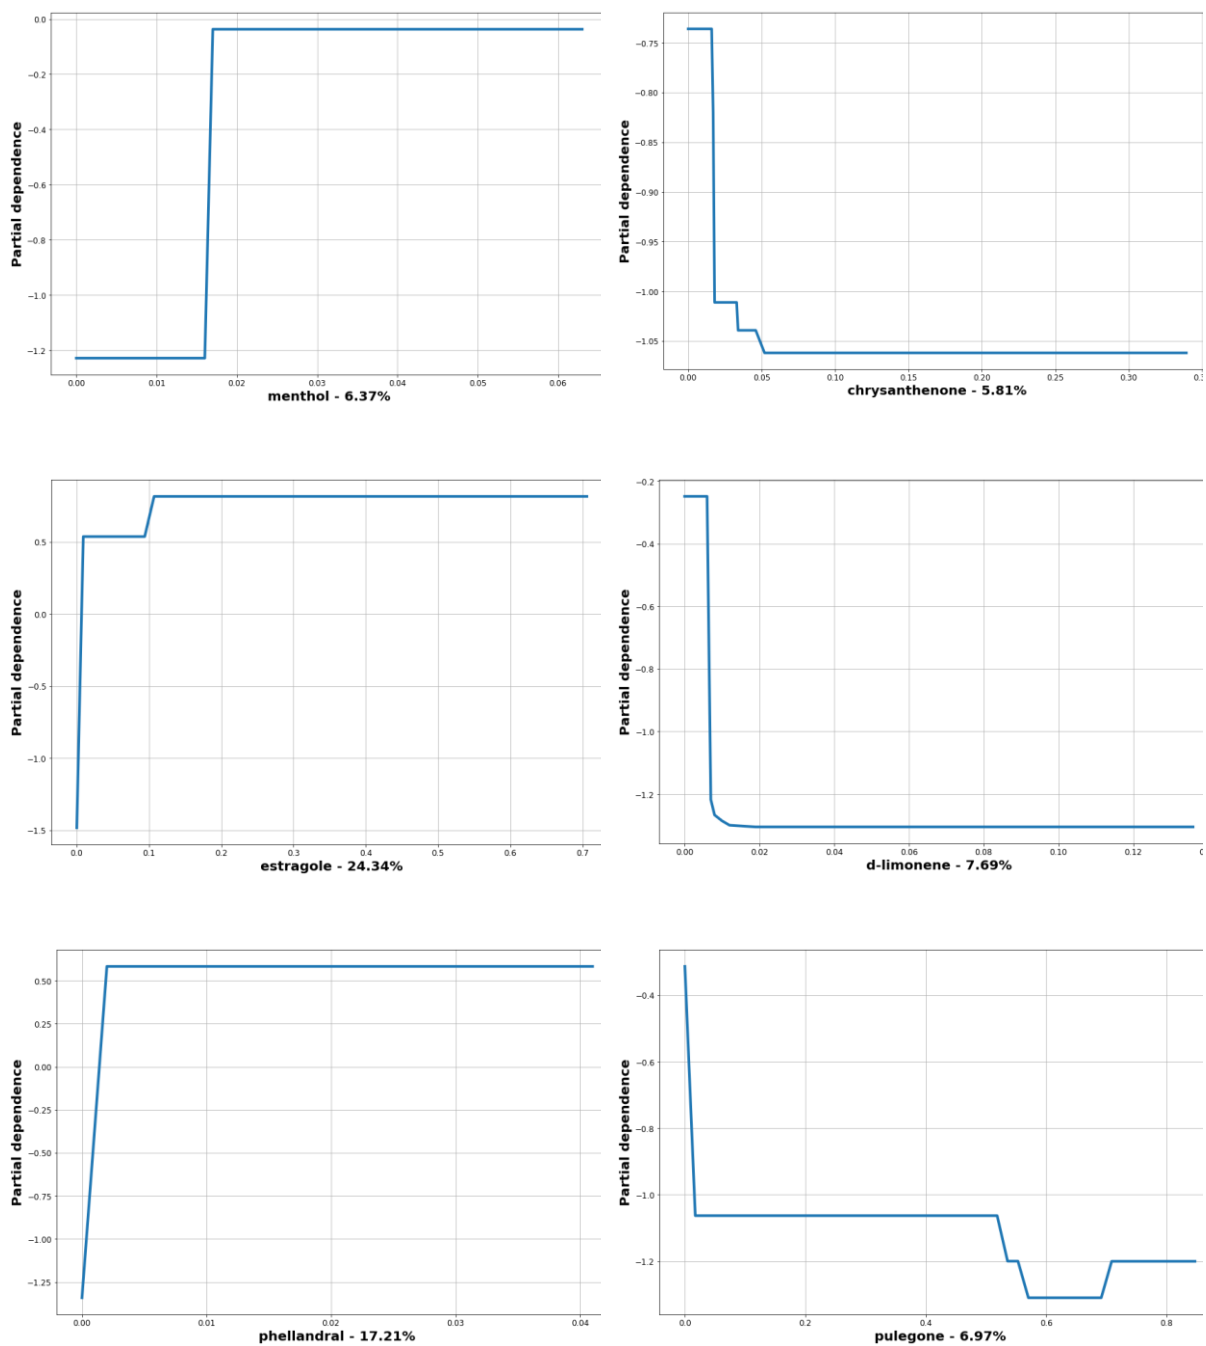 Partial dependence
0.0
−0.2
−0.4
−0.6
−0.8
−1.0
−1.2
0.00 0.01 0.02 0.03 0.04 0.05 0.06
menthol - 6.37%
Partial dependence
−0.75
−0.80
−0.85
−0.90
−0.95
−1.00
−1.05
0.00 0.05 0.10 0.15 0.20 0.25 0.30
chrysanthenone - 5.81%
Partial dependence
0.5
0.0
−0.5
−1.0
−1.5
0.0 0.1 0.2 0.3 0.4 0.5 0.6 0.7
estragole - 24.34%
Partial dependence
−0.2
−0.4
−0.6
−0.8
−1.0
−1.2
0.00 0.02 0.04 0.06 0.08 0.10 0.12
d-limonene - 7.69%
Partial dependence
0.50
0.25
0.00
−0.25
−0.50
−0.75
−1.00
−1.25
0.00 0.01 0.02 0.03 0.04
phellandral - 17.21%
Partial dependence
−0.4
−0.6
−0.8
−1.0
−1.2
0.0 0.2 0.4 0.6 0.8
pulegone - 6.97%